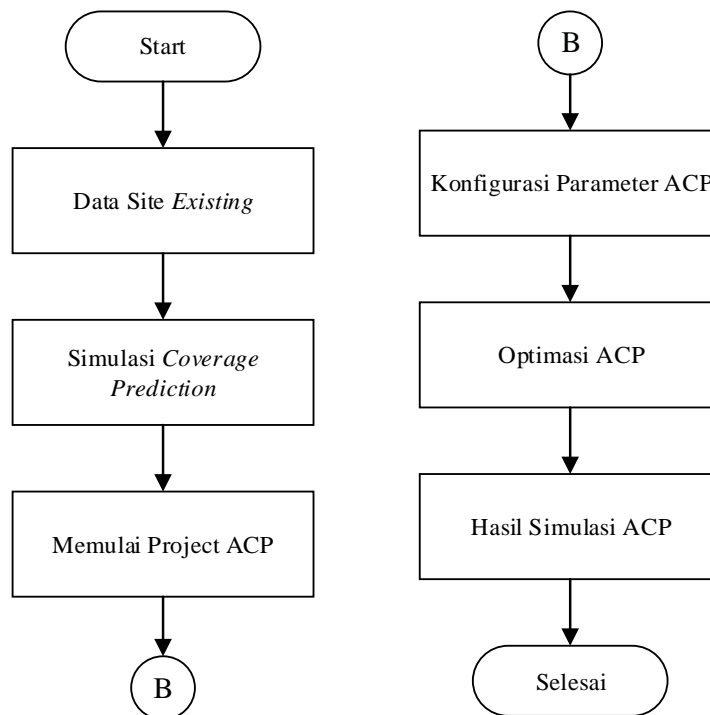 Start
Data Site Existing
Simulasi Coverage
Prediction
Memulai Project ACP
B
B
Konfigurasi Parameter ACP
Optimasi ACP
Hasil Simulasi ACP
Selesai